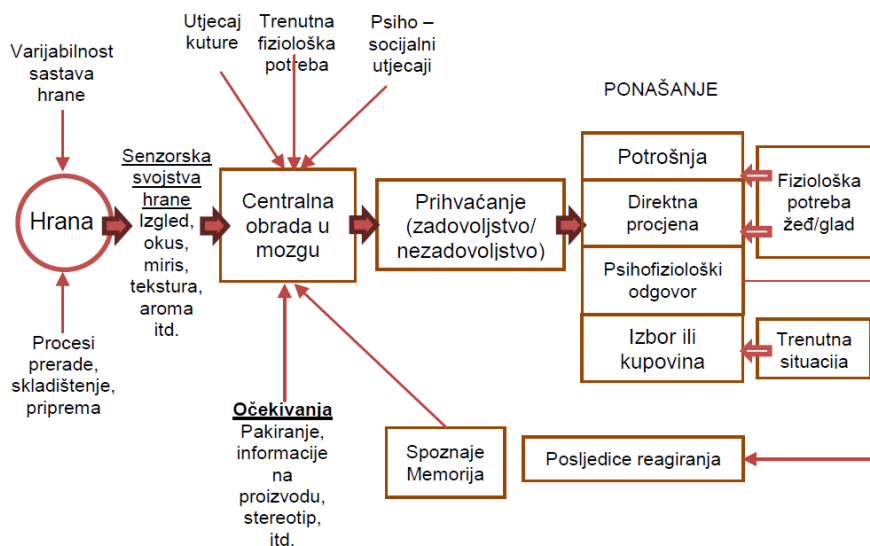 Varijabilnost
sastava
hrane
Hrana
Procesi
prerade,
skladištenje,
priprema
Senzorska
svojstva
hrane
Izgled,
okus,
miris,
tekstura,
aroma
itd.
Utjecaj
kuture
Trenutna
fiziološka
potreba
Psiho –
socijalni
utjecaji
Centralna
obrada u
mozgu
Očekivanja
Pakiranje,
informacije
na
proizvodu,
stereotip,
itd.
Spoznaje
Memorija
Prihvaćanje
(zadovoljstvo/
nezadovoljstvo)
PONAŠANJE
Potrošnja
Direktna
procjena
Psihofiziološki
odgovor
Izbor ili
kupovina
Fiziološka
potreba
žeđ/glad
Trenutna
situacija
Posljedice reagiranja